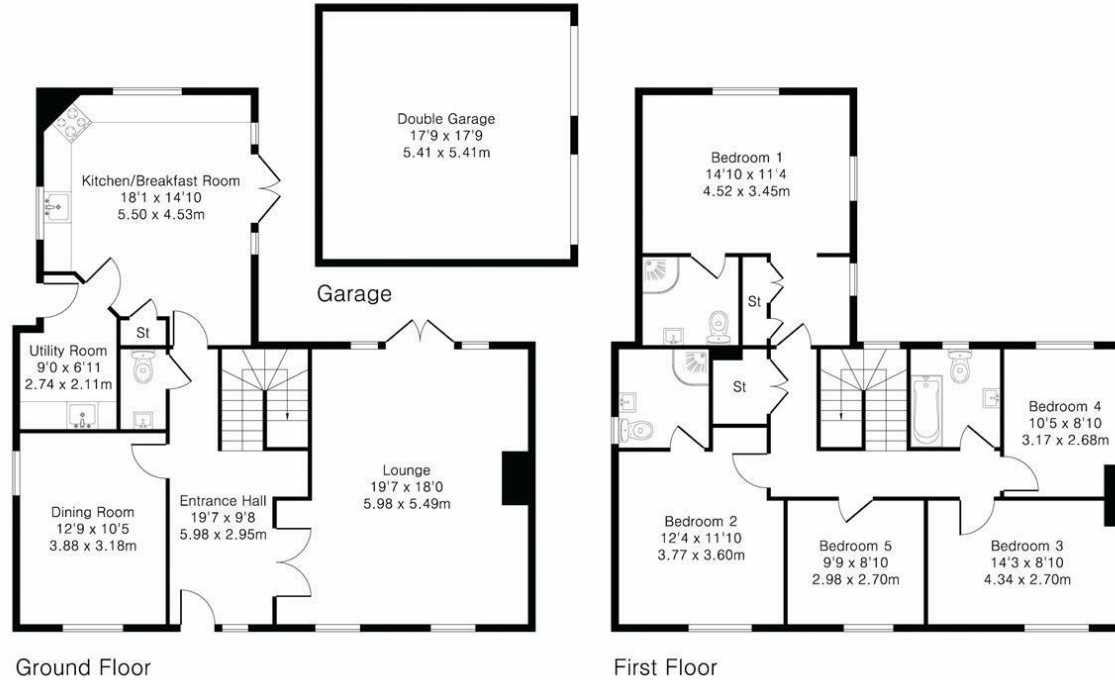 Double Garage
17'9 x 17'9
5.41 x 5.41m
Garage
Kitchen/Breakfast Room
18'1 x 14'10
5.50 x 4.53m
St
Utility Room
9'0 x 6'11
2.74 x 2.11m
Dining Room
12'9 x 10'5
3.88 x 3.18m
Entrance Hall
19'7 x 9'8
5.98 x 2.95m
Lounge
19'7 x 18'0
5.98 x 5.49m
Ground Floor
Bedroom 1
14'10 x 11'4
4.52 x 3.45m
St
St
Bedroom 4
10'5 x 8'10
3.17 x 2.68m
Bedroom 2
12'4 x 11'10
3.77 x 3.60m
Bedroom 5
9'9 x 8'10
2.98 x 2.70m
Bedroom 3
14'3 x 8'10
4.34 x 2.70m
First Floor